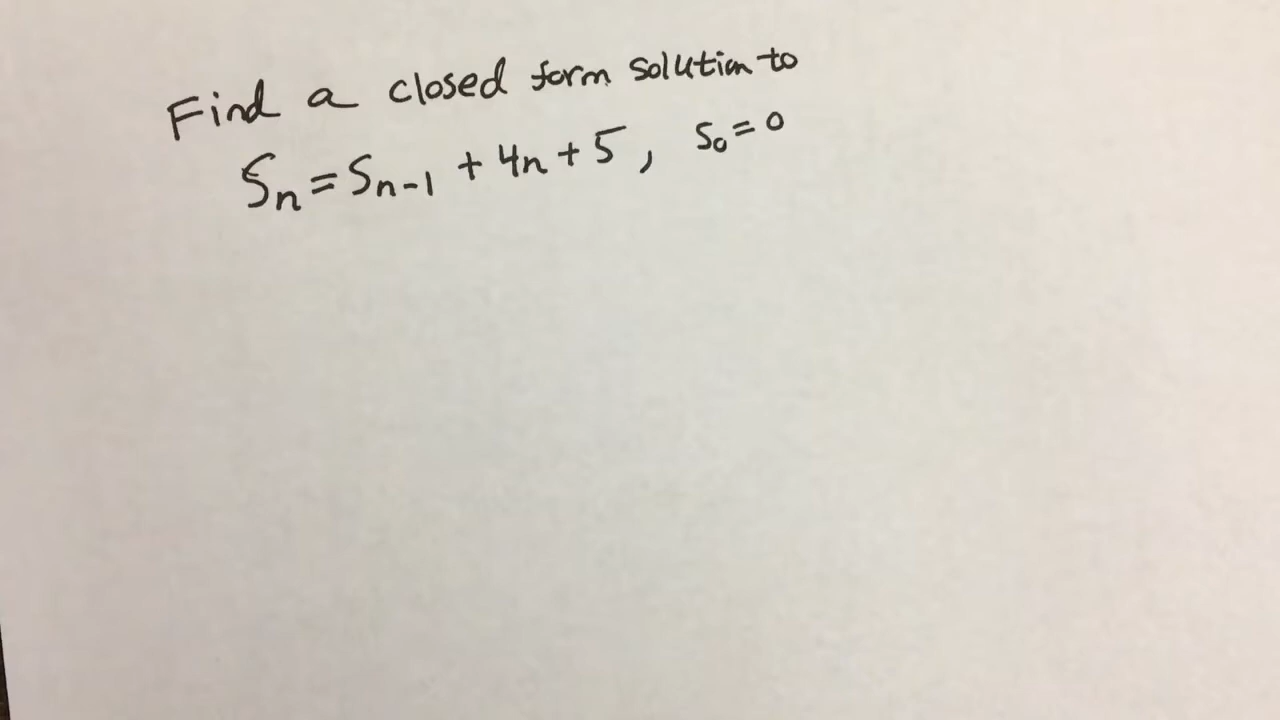 Find a closed form solution to
Sₙ = Sₙ₋₁ + 4n + 5, S₀ = 0